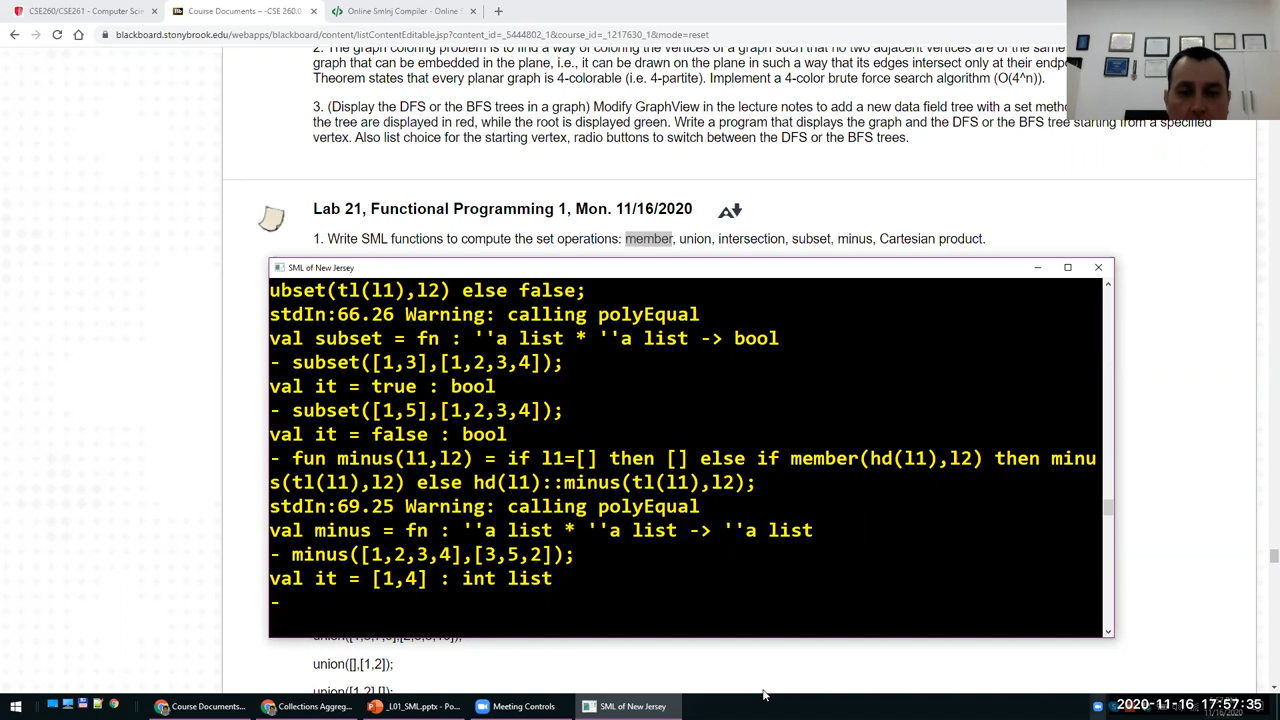 CSE260/CSE261 - Computer Scie
Course Documents – -CSE 260.0
Online Smlnj Compiler - Online S
blackboard.stonybrook.edu/webapps/blackboard/content/listContentEditable.jsp?content_id=_5444802_1&course_id=_1217630_1&mode=reset
2. The graph coloring problem is to find a way of coloring the vertices of a graph such that no two adjacent vertices are of the same
graph that can be embedded in the plane, i.e., it can be drawn on the plane in such a way that its edges intersect only at their endp
Theorem states that every planar graph is 4-colorable (i.e. 4-partite). Implement a 4-color brute force search algorithm (O(4^n)).
3. (Display the DFS or the BFS trees in a graph) Modify GraphView in the lecture notes to add a new data field tree with a set meth
the tree are displayed in red, while the root is displayed green. Write a program that displays the graph and the DFS or the BFS tree starting from a specified
vertex. Also list choice for the starting vertex, radio buttons to switch between the DFS or the BFS trees.
Lab 21, Functional Programming 1, Mon. 11/16/2020
1. Write SML functions to compute the set operations: member, union, intersection, subset, minus, Cartesian product.
SML of New Jersey
ubset(tl(l1),l2) else false;
stdIn:66.26 Warning: calling polyEqual
val subset = fn : ''a list * ''a list -> bool
- subset([1,3],[1,2,3,4]);
val it = true : bool
- subset([1,5],[1,2,3,4]);
val it = false : bool
- fun minus(l1,l2) = if l1=[] then [] else if member(hd(l1),l2) then minu
s(tl(l1),l2) else hd(l1)::minus(tl(l1),l2);
stdIn:69.25 Warning: calling polyEqual
val minus = fn : ''a list * ''a list -> ''a list
- minus([1,2,3,4],[3,5,2]);
val it = [1,4] : int list
-
union([],[1,2]);
union([1,2],[]);
Course Documents...
Collections Aggreg...
_L01_SML.pptx - Po...
Meeting Controls
SML of New Jersey
2020-11-16 17:57:35